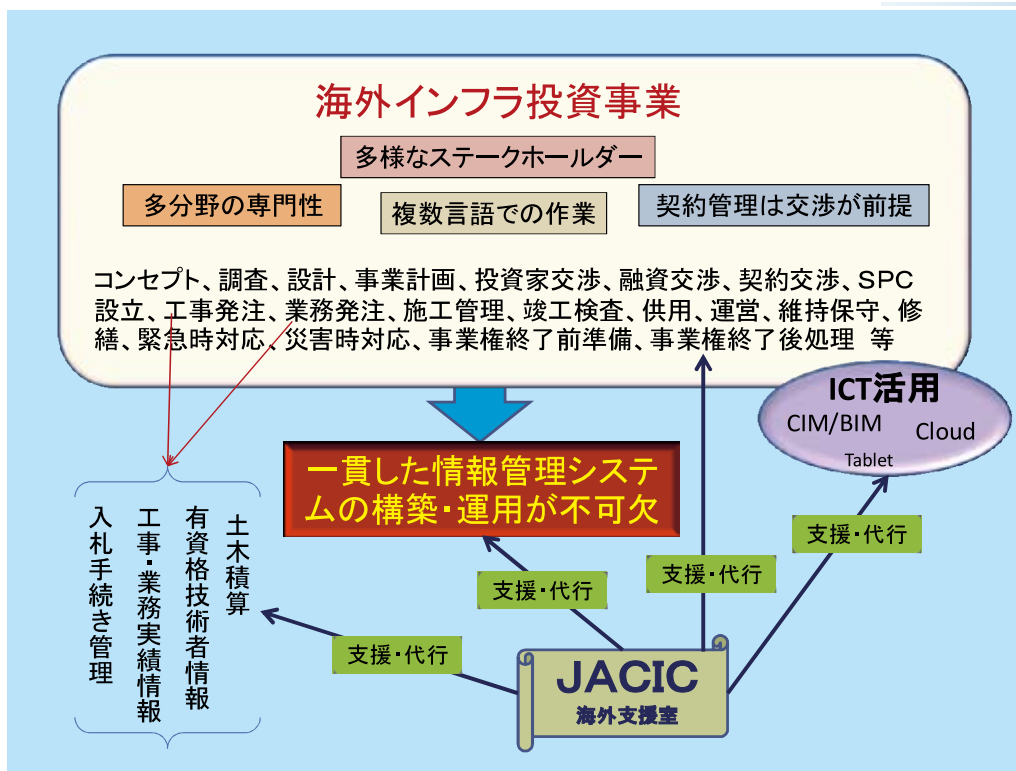 海外インフラ投資事業
多様なステークホールダー
多分野の専門性
複数言語での作業
契約管理は交渉が前提
コンセプト、調査、設計、事業計画、投資家交渉、融資交渉、契約交渉、SPC
設立、工事発注、業務発注、施工管理、竣工検査、供用、運営、維持保守、修
繕、緊急時対応、災害時対応、事業権終了前準備、事業権終了後処理 等
ICT活用
CIM/BIM
Cloud
Tablet
一貫した情報管理システ
ムの構築・運用が不可欠
支援・代行
支援・代行
支援・代行
支援・代行
土木積算
有資格技術者情報
工事・業務実績情報
入札手続き管理
JACIC
海外支援室